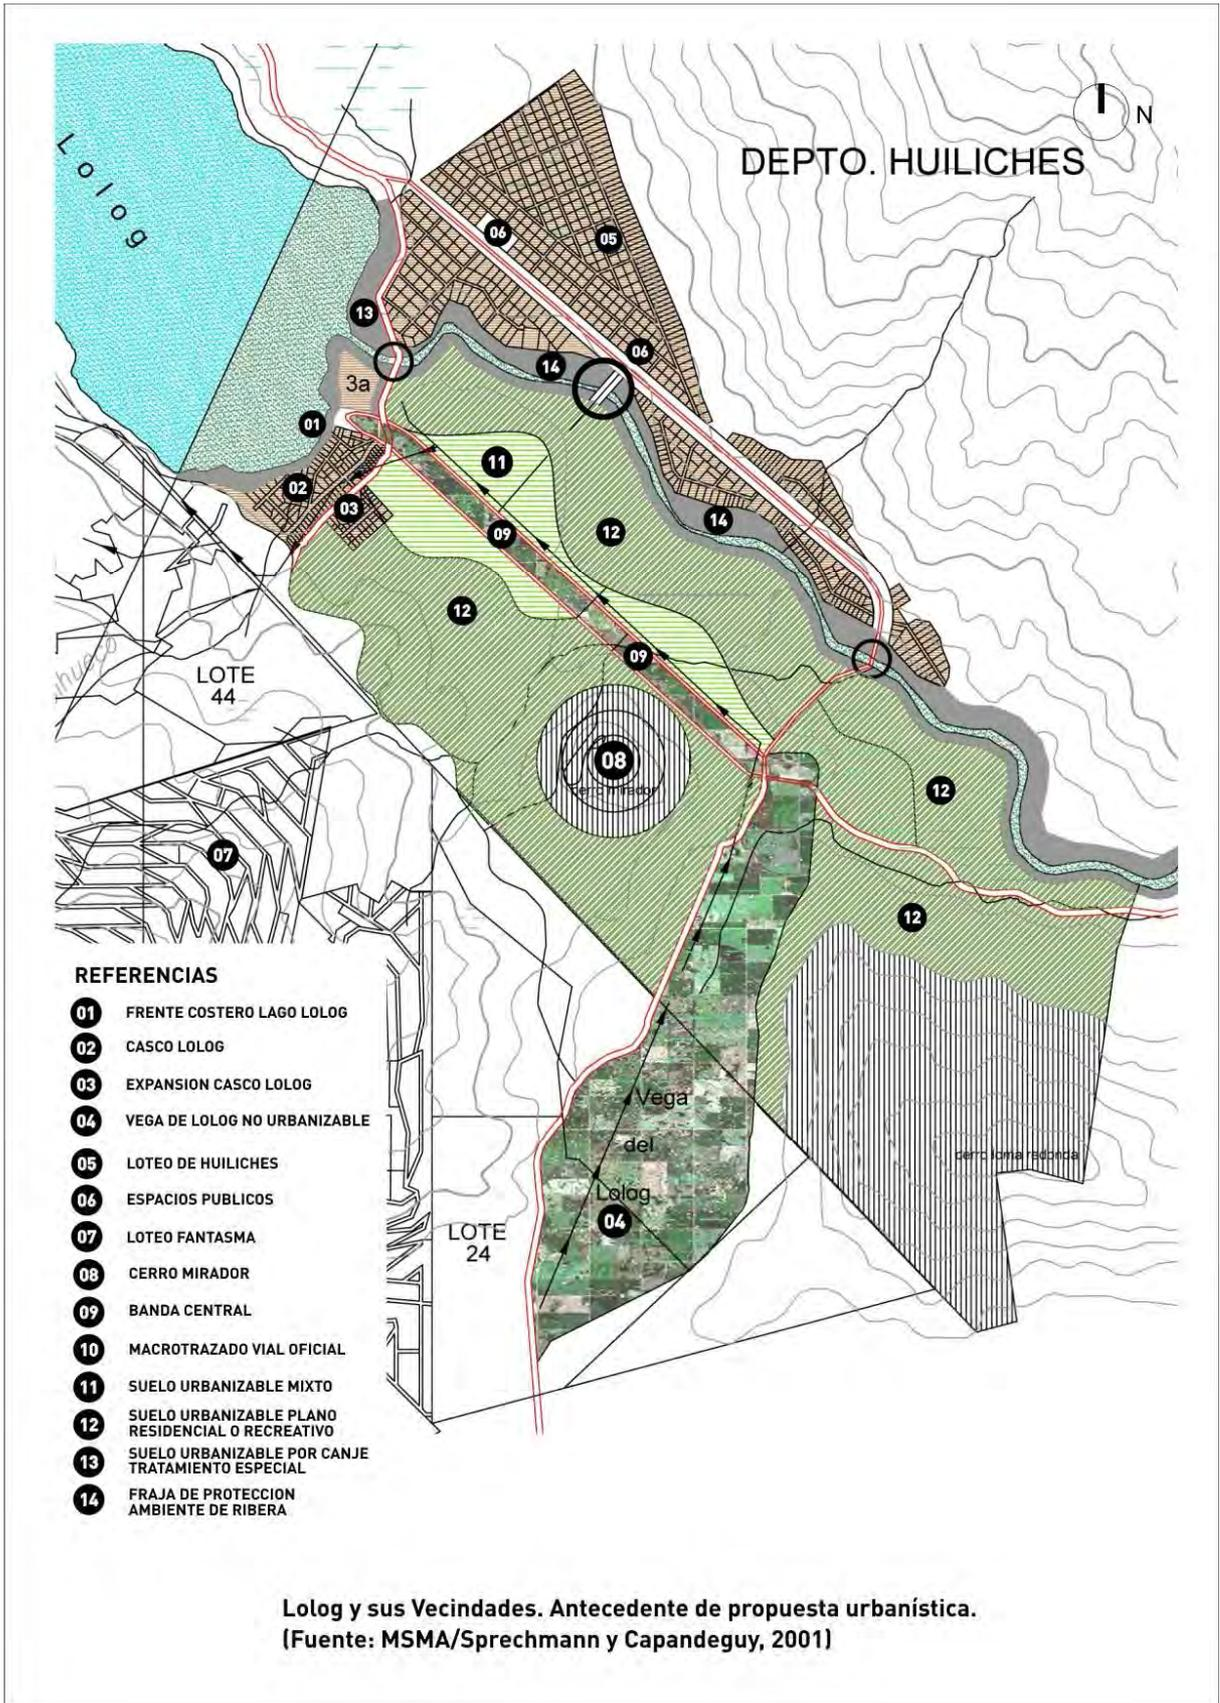 N
DEPTO. HUILICHES
Lolog
06
05
13
06
14
3a
01
11
02
03
14
09
12
12
09
LOTE
44
08
cerro mirador
12
07
12
REFERENCIAS
01 FRENTE COSTERO LAGO LOLOG
02 CASCO LOLOG
03 EXPANSION CASCO LOLOG
04 VEGA DE LOLOG NO URBANIZABLE
05 LOTEO DE HUILICHES
06 ESPACIOS PUBLICOS
07 LOTEO FANTASMA
08 CERRO MIRADOR
09 BANDA CENTRAL
10 MACROTRAZADO VIAL OFICIAL
11 SUELO URBANIZABLE MIXTO
12 SUELO URBANIZABLE PLANO
RESIDENCIAL O RECREATIVO
13 SUELO URBANIZABLE POR CANJE
TRATAMIENTO ESPECIAL
14 FRAJA DE PROTECCION
AMBIENTE DE RIBERA
Vega
del
Lolog
04
cerro loma redonda
LOTE
24
Lolog y sus Vecindades. Antecedente de propuesta urbanística.
(Fuente: MSMA/Sprechmann y Capandeguy, 2001)